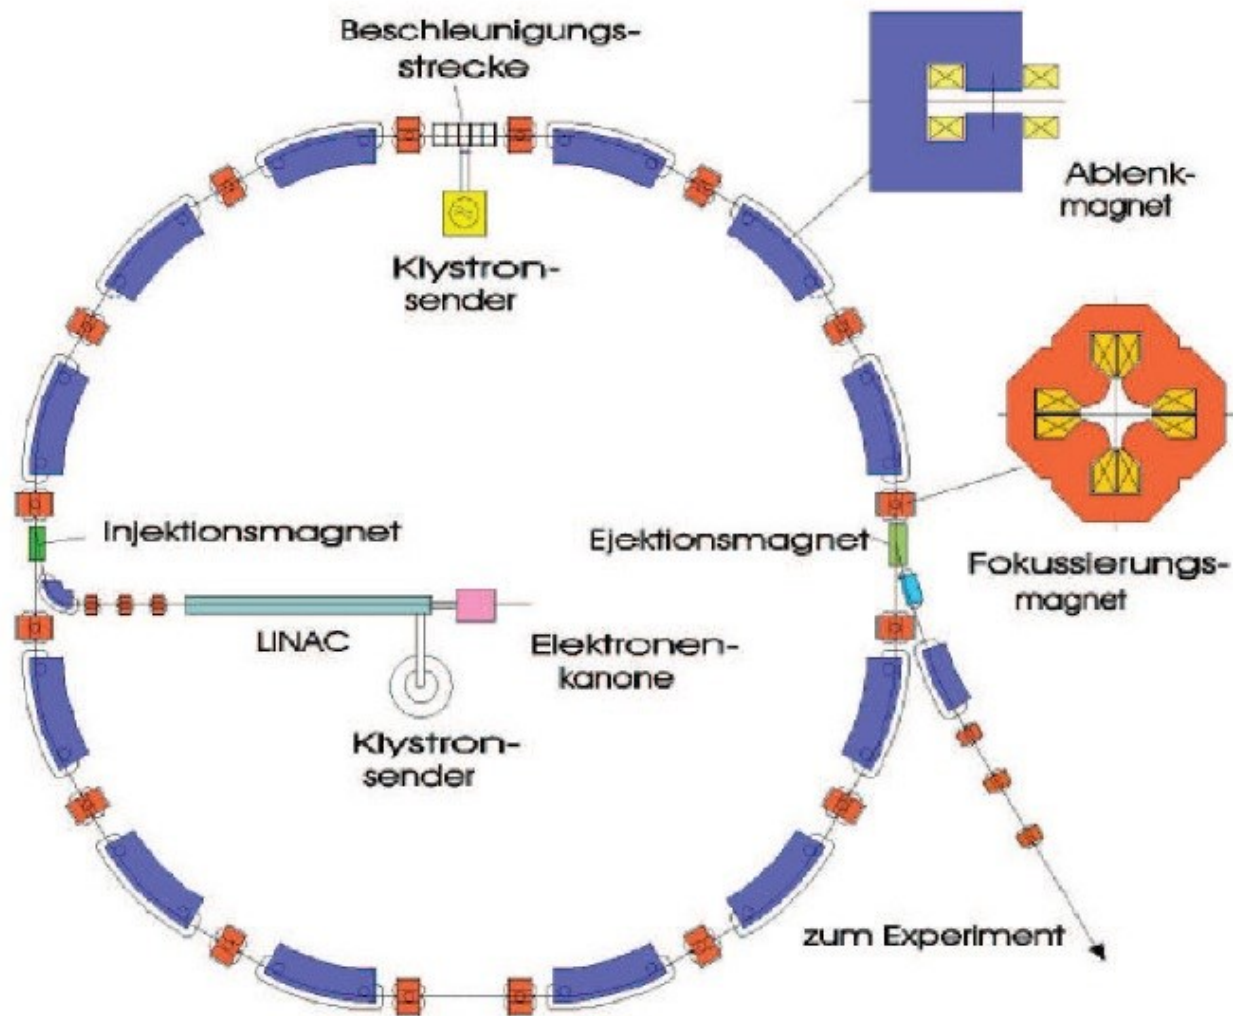 Beschleunigungs-
strecke
Ablenk-
magnet
Klystron-
sender
Injektionsmagnet
Ejektionsmagnet
Fokussierungs-
magnet
LINAC
Elektronen-
kanone
Klystron-
sender
zum Experiment